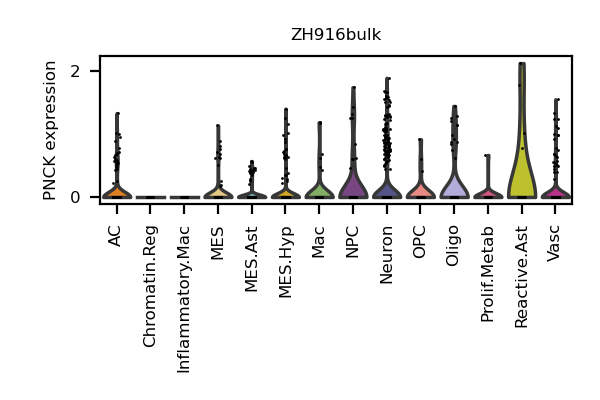 ZH916bulk
PNCK expression
2
0
AC
Chromatin.Reg
Inflammatory.Mac
MES
MES.Ast
MES.Hyp
Mac
NPC
Neuron
OPC
Oligo
Prolif.Metab
Reactive.Ast
Vasc